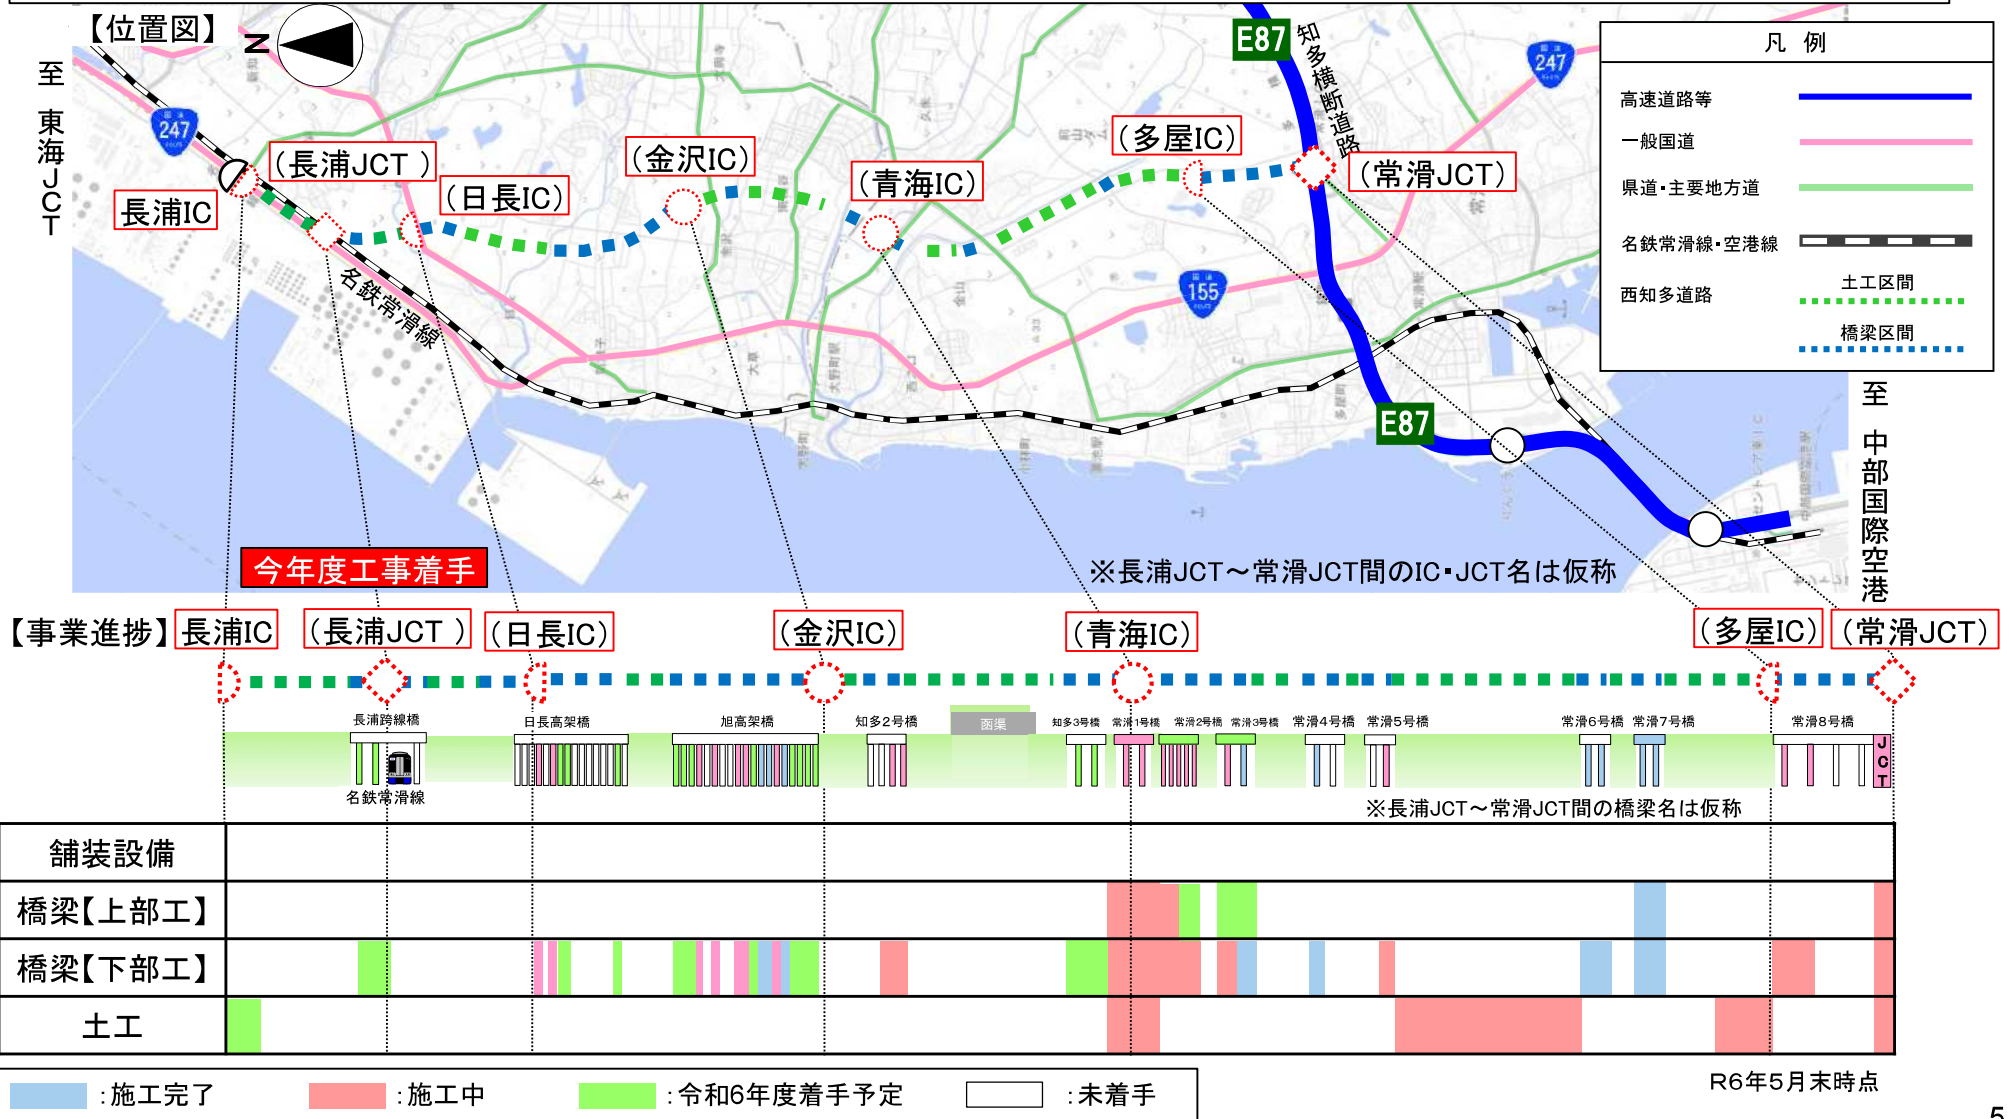 【位置図】
N
至 東海JCT
247
E87
知多横断道路
247
凡 例
高速道路等
一般国道
県道・主要地方道
名鉄常滑線・空港線
西知多道路
土工区間
橋梁区間
長浦IC
(長浦JCT )
(日長IC)
(金沢IC)
(青海IC)
(多屋IC)
(常滑JCT)
名鉄常滑線
155
E87
至 中部国際空港
今年度工事着手
※長浦JCT～常滑JCT間のIC・JCT名は仮称
【事業進捗】
長浦IC
(長浦JCT )
(日長IC)
(金沢IC)
(青海IC)
(多屋IC)
(常滑JCT)
長浦跨線橋
日長高架橋
旭高架橋
知多2号橋
函渠
知多3号橋
常滑1号橋
常滑2号橋
常滑3号橋
常滑4号橋
常滑5号橋
常滑6号橋
常滑7号橋
常滑8号橋
JCT
名鉄常滑線
※長浦JCT～常滑JCT間の橋梁名は仮称
舗装設備
橋梁【上部工】
橋梁【下部工】
土工
R6年5月末時点
:施工完了
:施工中
:令和6年度着手予定
:未着手
5